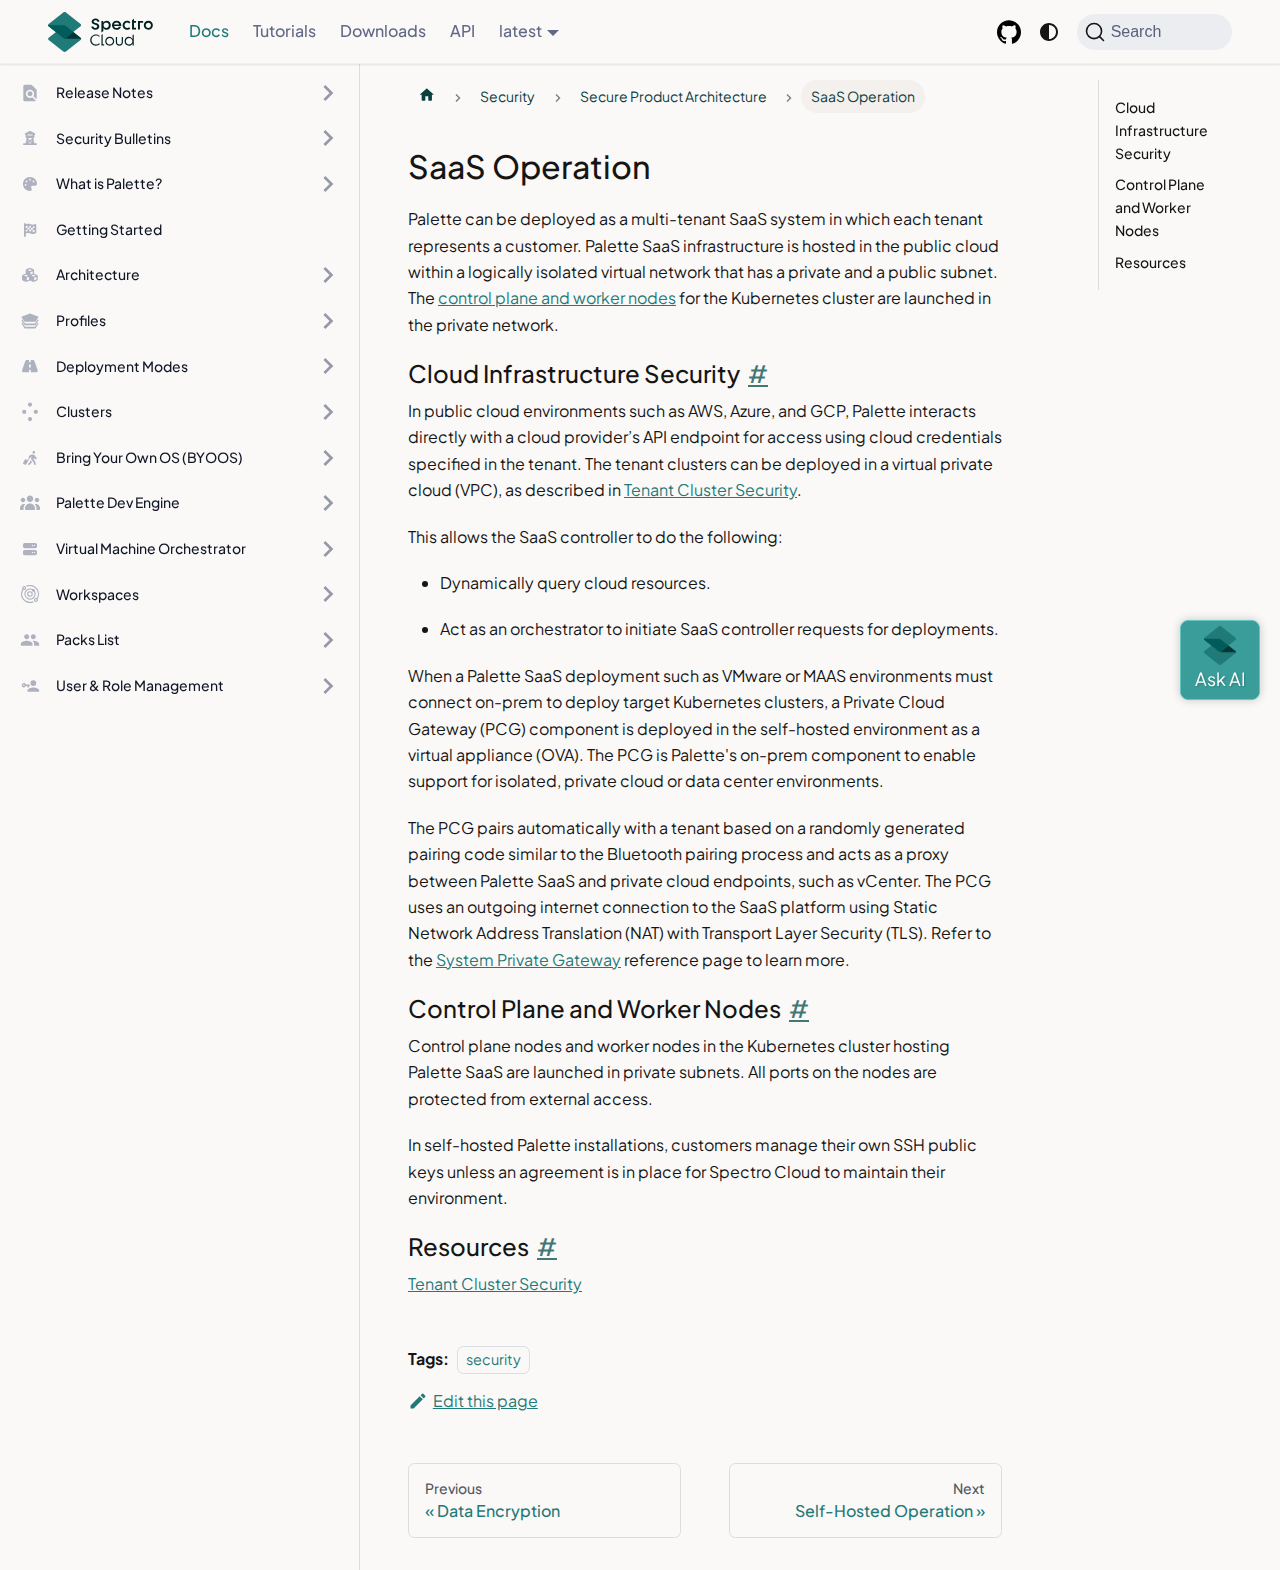 Spectro
Cloud
Docs
Tutorials
Downloads
API
latest
Search
Release Notes
Security Bulletins
What is Palette?
Getting Started
Architecture
Profiles
Deployment Modes
Clusters
Bring Your Own OS (BYOOS)
Palette Dev Engine
Virtual Machine Orchestrator
Workspaces
Packs List
User & Role Management
Security
Secure Product Architecture
SaaS Operation
SaaS Operation
Palette can be deployed as a multi-tenant SaaS system in which each tenant
represents a customer. Palette SaaS infrastructure is hosted in the public cloud
within a logically isolated virtual network that has a private and a public subnet.
The control plane and worker nodes for the Kubernetes cluster are launched in
the private network.
Cloud Infrastructure Security #
In public cloud environments such as AWS, Azure, and GCP, Palette interacts
directly with a cloud provider’s API endpoint for access using cloud credentials
specified in the tenant. The tenant clusters can be deployed in a virtual private
cloud (VPC), as described in Tenant Cluster Security.
This allows the SaaS controller to do the following:
• Dynamically query cloud resources.
• Act as an orchestrator to initiate SaaS controller requests for deployments.
When a Palette SaaS deployment such as VMware or MAAS environments must
connect on-prem to deploy target Kubernetes clusters, a Private Cloud
Gateway (PCG) component is deployed in the self-hosted environment as a
virtual appliance (OVA). The PCG is Palette's on-prem component to enable
support for isolated, private cloud or data center environments.
The PCG pairs automatically with a tenant based on a randomly generated
pairing code similar to the Bluetooth pairing process and acts as a proxy
between Palette SaaS and private cloud endpoints, such as vCenter. The PCG
uses an outgoing internet connection to the SaaS platform using Static
Network Address Translation (NAT) with Transport Layer Security (TLS). Refer to
the System Private Gateway reference page to learn more.
Control Plane and Worker Nodes #
Control plane nodes and worker nodes in the Kubernetes cluster hosting
Palette SaaS are launched in private subnets. All ports on the nodes are
protected from external access.
In self-hosted Palette installations, customers manage their own SSH public
keys unless an agreement is in place for Spectro Cloud to maintain their
environment.
Resources #
Tenant Cluster Security
Tags: security
Edit this page
Previous
« Data Encryption
Next
Self-Hosted Operation »
Cloud
Infrastructure
Security
Control Plane
and Worker
Nodes
Resources
Ask AI